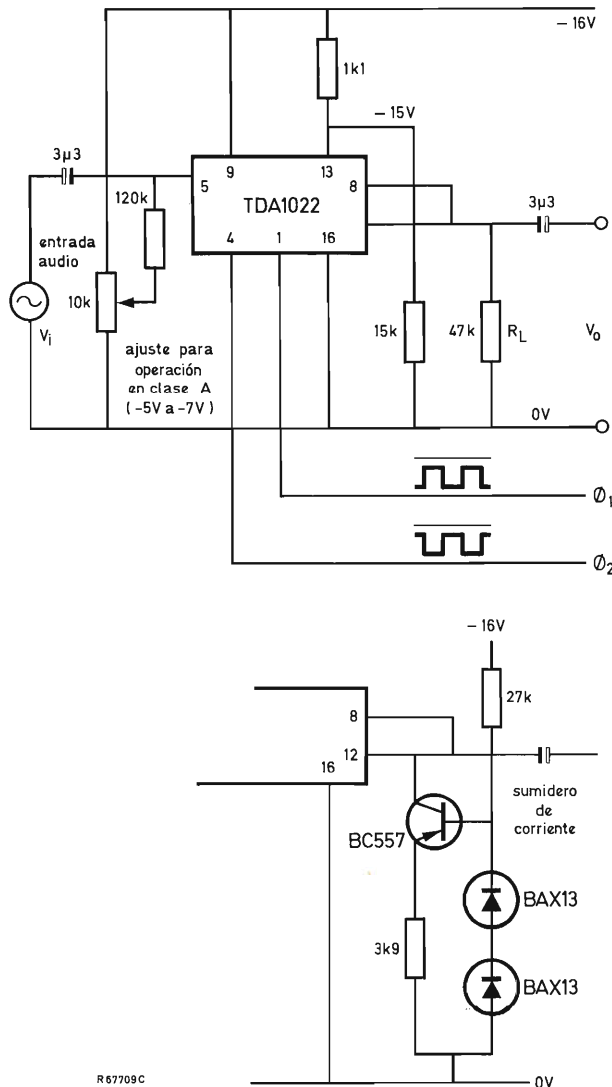 – 16V
1k1
– 15V
3µ3
5
9
13
8
TDA1022
4
1
16
120k
3µ3
entrada
audio
10k
V_i
ajuste para
operación
en clase A
( –5V a –7V )
15k
47k
R_L
V_o
0V
Ø_1
Ø_2
– 16V
27k
8
12
16
sumidero
de
corriente
BC557
BAX13
3k9
BAX13
R67709C
0V